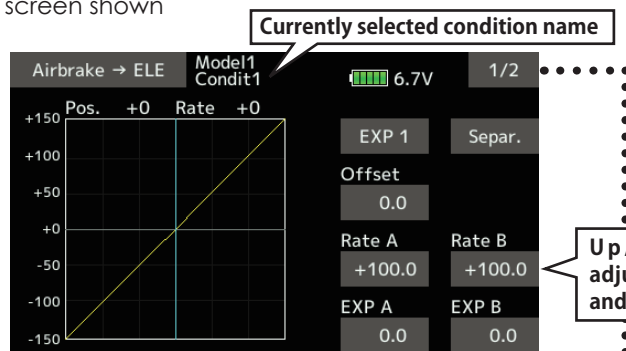 screen shown
Currently selected condition name
Airbrake → ELE
Model1
Condit1
6.7V
1/2
Pos. +0 Rate +0
+150
+100
+50
+0
-50
-100
-150
EXP 1
Separ.
Offset
0.0
Rate A Rate B
+100.0 +100.0
EXP A EXP B
0.0 0.0
Up
adju
and